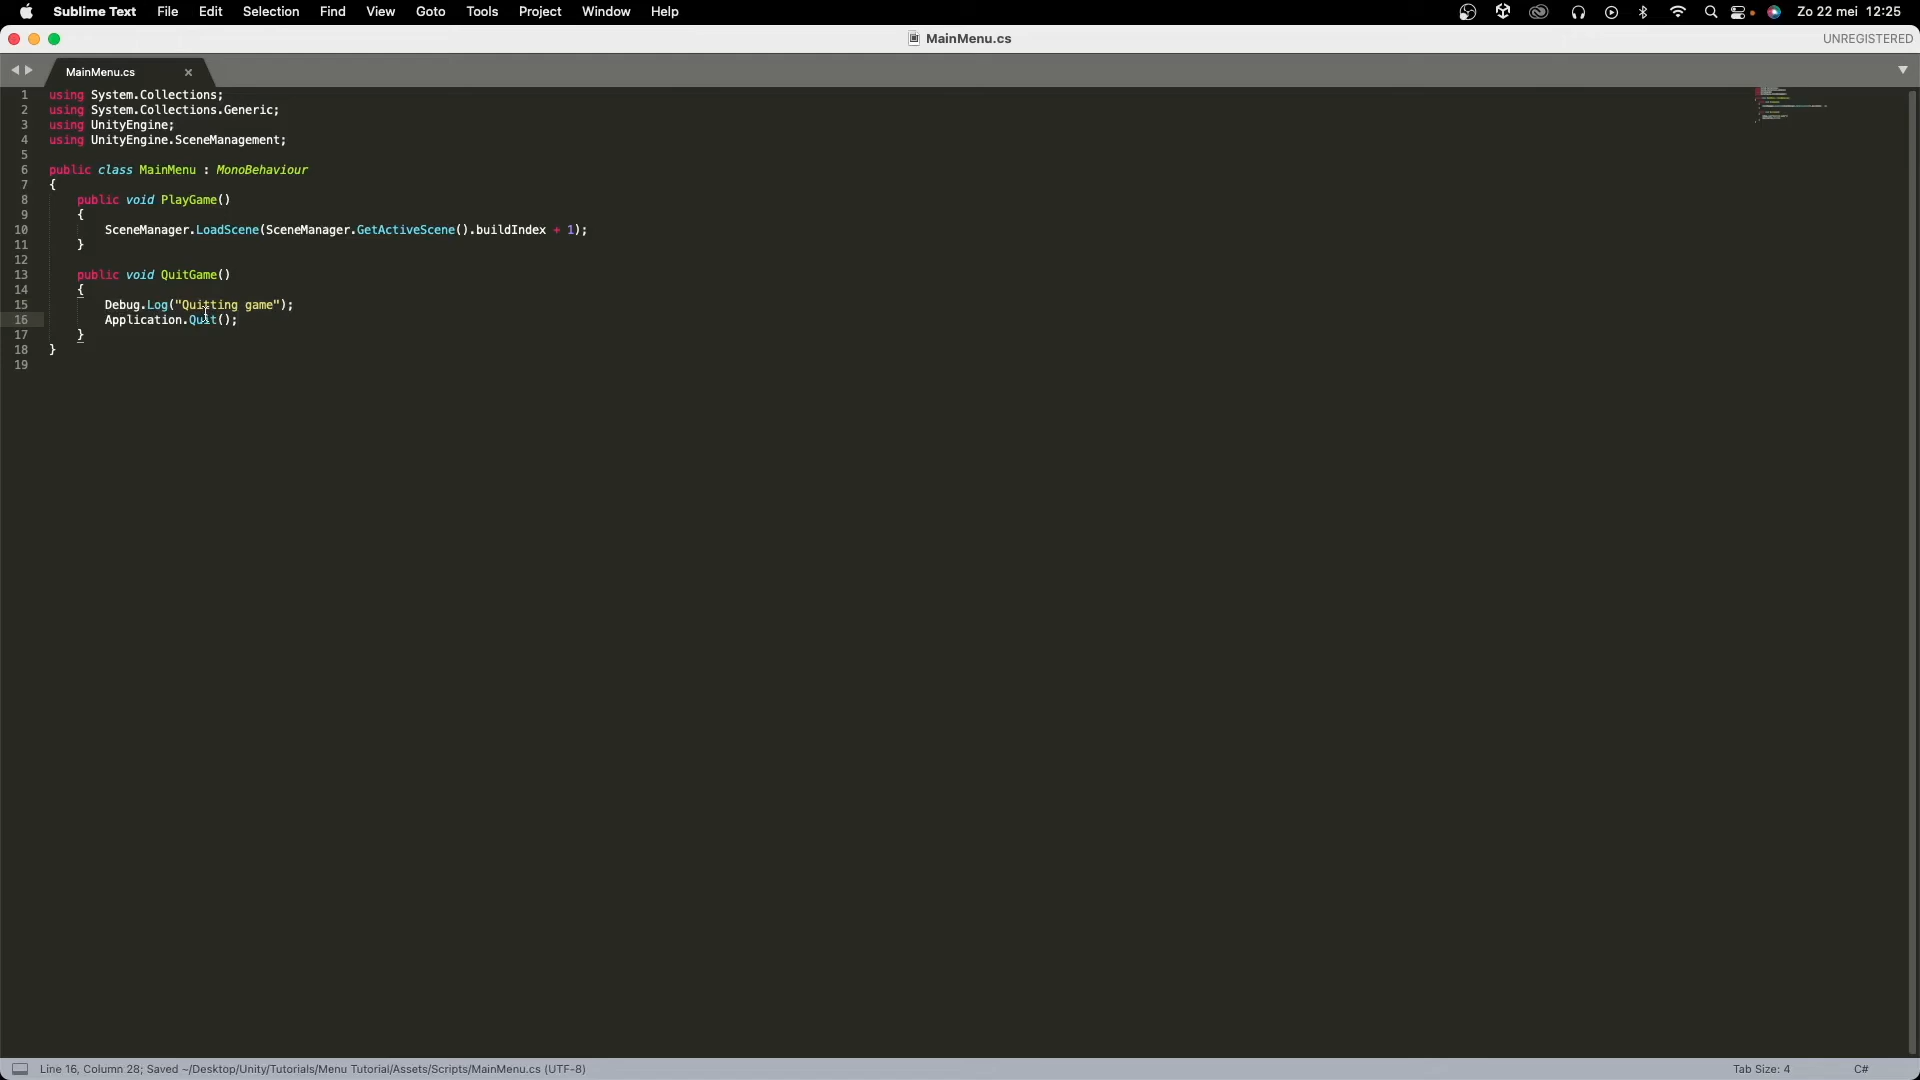 Sublime Text File Edit Selection Find View Goto Tools Project Window Help Zo 22 mei 12:25
MainMenu.cs UNREGISTERED
MainMenu.cs
1 using System.Collections;
2 using System.Collections.Generic;
3 using UnityEngine;
4 using UnityEngine.SceneManagement;
5
6 public class MainMenu : MonoBehaviour
7 {
8 public void PlayGame()
9 {
10 SceneManager.LoadScene(SceneManager.GetActiveScene().buildIndex + 1);
11 }
12
13 public void QuitGame()
14 {
15 Debug.Log("Quitting game");
16 Application.Quit();
17 }
18 }
19
Line 16, Column 28; Saved ~/Desktop/Unity/Tutorials/Menu Tutorial/Assets/Scripts/MainMenu.cs (UTF-8) Tab Size: 4 C#